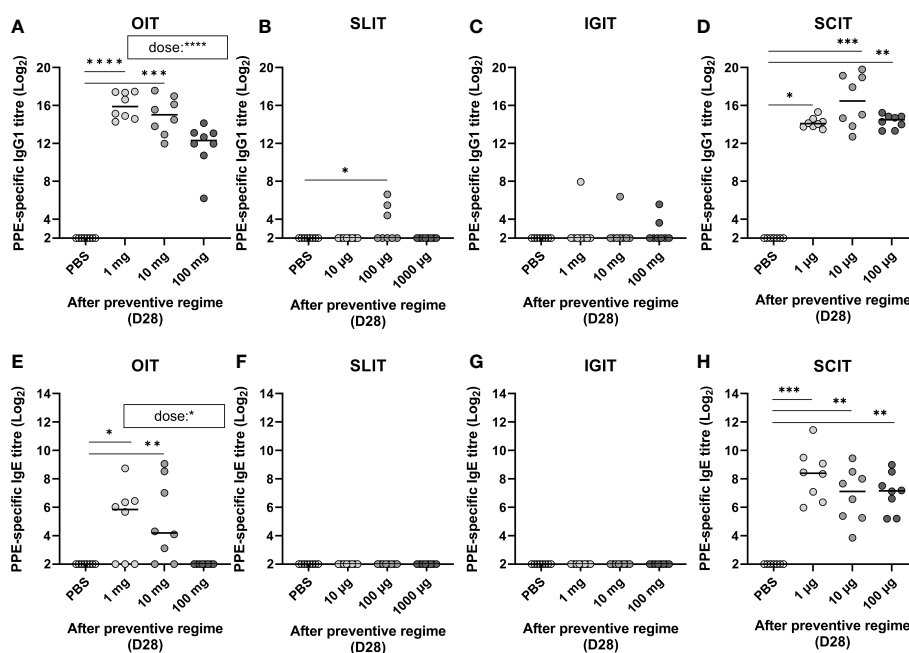 A OIT
dose:****
**** ***
PPE-specific IgG1 titre (Log2)
20
16
12
8
4
2
PBS 1 mg 10 mg 100 mg
After preventive regime
(D28)
B SLIT
*
PPE-specific IgG1 titre (Log2)
20
16
12
8
4
2
PBS 10 µg 100 µg 1000 µg
After preventive regime
(D28)
C IGIT
PPE-specific IgG1 titre (Log2)
20
16
12
8
4
2
PBS 1 mg 10 mg 100 mg
After preventive regime
(D28)
D SCIT
***
**
*
PPE-specific IgG1 titre (Log2)
20
16
12
8
4
2
PBS 1 µg 10 µg 100 µg
After preventive regime
(D28)
E OIT
dose:*
*
**
PPE-specific IgE titre (Log2)
14
12
10
8
6
4
2
PBS 1 mg 10 mg 100 mg
After preventive regime
(D28)
F SLIT
PPE-specific IgE titre (Log2)
14
12
10
8
6
4
2
PBS 10 µg 100 µg 1000 µg
After preventive regime
(D28)
G IGIT
PPE-specific IgE titre (Log2)
14
12
10
8
6
4
2
PBS 1 mg 10 mg 100 mg
After preventive regime
(D28)
H SCIT
***
**
**
PPE-specific IgE titre (Log2)
14
12
10
8
6
4
2
PBS 1 µg 10 µg 100 µg
After preventive regime
(D28)